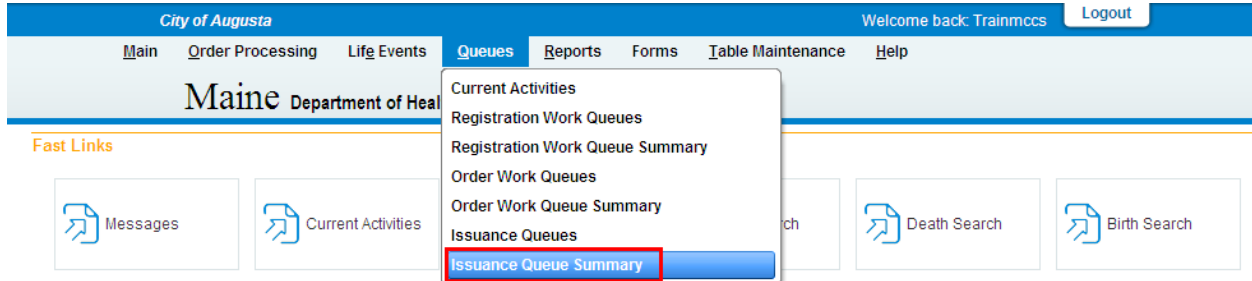 City of Augusta Welcome back: Trainmccs Logout
Main Order Processing Life Events Queues Reports Forms Table Maintenance Help
Maine Department of Heal
Current Activities
Registration Work Queues
Registration Work Queue Summary
Order Work Queues
Order Work Queue Summary
Issuance Queues
Issuance Queue Summary
Fast Links
Messages Current Activities rch Death Search Birth Search